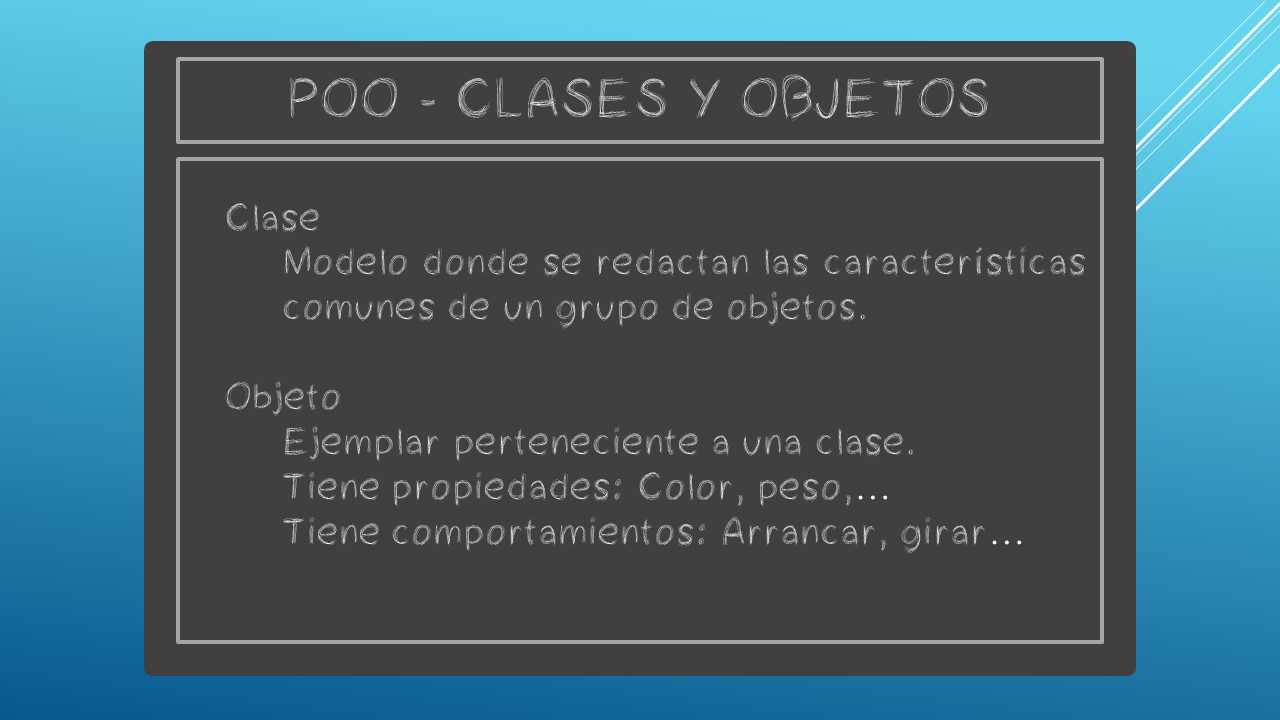 POO - CLASES Y OBJETOS
Clase
Modelo donde se redactan las características
comunes de un grupo de objetos.
Objeto
Ejemplar perteneciente a una clase.
Tiene propiedades: Color, peso,...
Tiene comportamientos: Arrancar, girar...